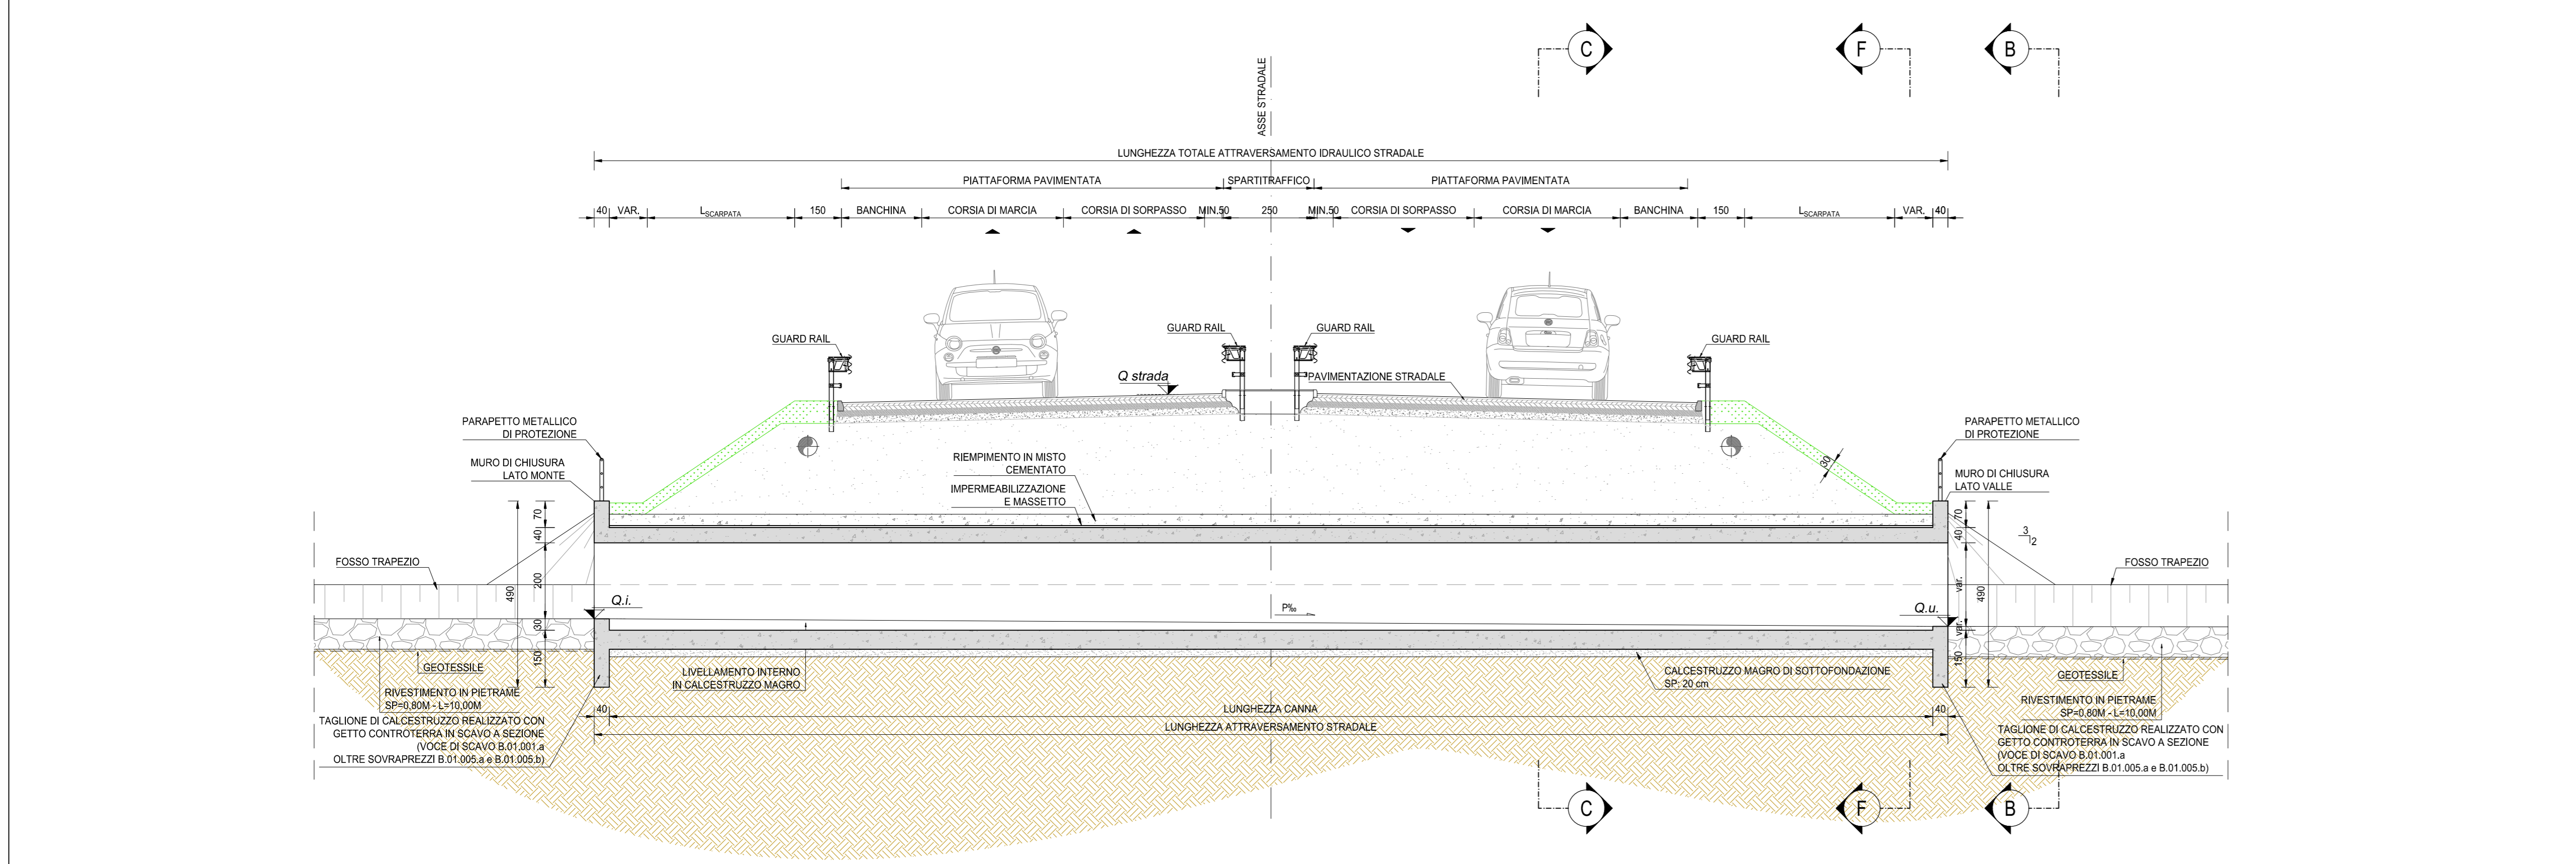 C
F
B
ASSE STRADALE
LUNGHEZZA TOTALE ATTRAVERSAMENTO IDRAULICO STRADALE
PIATTAFORMA PAVIMENTATA
SPARTITRAFFICO
PIATTAFORMA PAVIMENTATA
40
VAR.
LSCARPATA
150
BANCHINA
CORSIA DI MARCIA
CORSIA DI SORPASSO
MIN.50
250
MIN.50
CORSIA DI SORPASSO
CORSIA DI MARCIA
BANCHINA
150
LSCARPATA
VAR.
40
GUARD RAIL
GUARD RAIL
GUARD RAIL
GUARD RAIL
Q strada
PAVIMENTAZIONE STRADALE
PARAPETTO METALLICO
DI PROTEZIONE
MURO DI CHIUSURA
LATO MONTE
RIEMPIMENTO IN MISTO
CEMENTATO
IMPERMEABILIZZAZIONE
E MASSETTO
30
PARAPETTO METALLICO
DI PROTEZIONE
MURO DI CHIUSURA
LATO VALLE
70
40
200
30
150
490
70
40
var.
var.
150
490
3
2
FOSSO TRAPEZIO
FOSSO TRAPEZIO
Q.i.
P‰
Q.u.
GEOTESSILE
RIVESTIMENTO IN PIETRAME
SP=0,80M - L=10,00M
TAGLIONE DI CALCESTRUZZO REALIZZATO CON
GETTO CONTROTERRA IN SCAVO A SEZIONE
(VOCE DI SCAVO B.01.001.a
OLTRE SOVRAPREZZI B.01.005.a e B.01.005.b)
LIVELLAMENTO INTERNO
IN CALCESTRUZZO MAGRO
CALCESTRUZZO MAGRO DI SOTTOFONDAZIONE
SP: 20 cm
GEOTESSILE
RIVESTIMENTO IN PIETRAME
SP=0,80M - L=10,00M
TAGLIONE DI CALCESTRUZZO REALIZZATO CON
GETTO CONTROTERRA IN SCAVO A SEZIONE
(VOCE DI SCAVO B.01.001.a
OLTRE SOVRAPREZZI B.01.005.a e B.01.005.b)
40
LUNGHEZZA CANNA
40
LUNGHEZZA ATTRAVERSAMENTO STRADALE
C
F
B